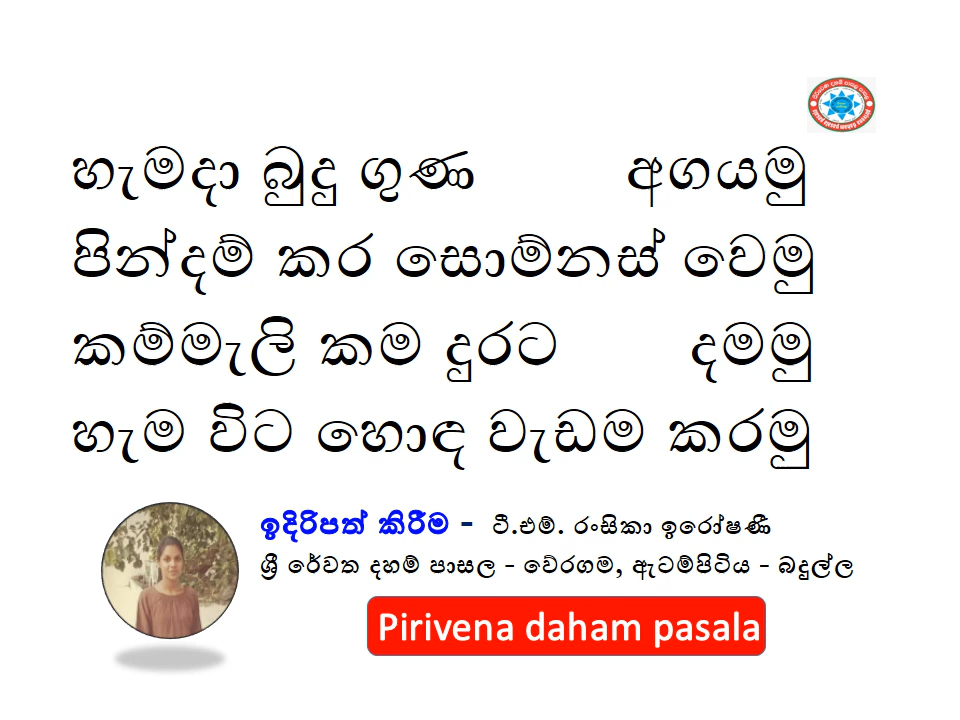 හැමදා බුදු ගුණ අගයමු
පින්දම් කර සොම්නස් වෙමු
කම්මැලි කම දුරට දමමු
හැම විට හොඳ වැඩම කරමු
ඉදිරිපත් කිරීම - ටී.එම්. රංසිකා ඉරෝෂණී
ශ්‍රී රේවත දහම් පාසල - වේරගම, ඇටම්පිටිය - බදුල්ල
Pirivena daham pasala